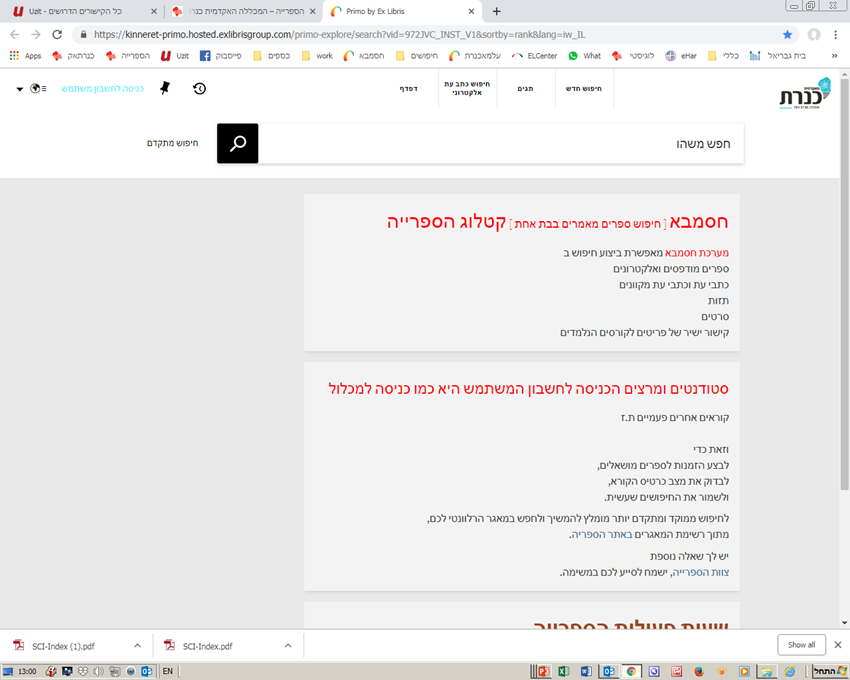 Uzit - כל הקישורים הדרושים
הספרייה – המכללה האקדמית כנר
Primo by Ex Libris
https://kinneret-primo.hosted.exlibrisgroup.com/primo-explore/search?vid=972JVC_INST_V1&sortby=rank&lang=iw_IL
Apps כנרתאק הספרייה Uzit פייסבוק כספים work חסמבא חיפושים עלמאכנרת ELCenter What לוגיסטי eHar כללי בית גבריאל »
כנרת
חיפוש חדש
תגים
חיפוש כתב עת
אלקטרוני
דפדף
כניסה לחשבון משתמש
חפש משהו
חיפוש מתקדם
חסמבא [ חיפוש ספרים מאמרים בבת אחת ] קטלוג הספרייה
מערכת חסמבא מאפשרת ביצוע חיפוש ב
ספרים מודפסים ואלקטרונים
כתבי עת וכתבי עת מקוונים
תזות
סרטים
קישור ישיר של פריטים לקורסים הנלמדים
סטודנטים ומרצים הכניסה לחשבון המשתמש היא כמו כניסה למכלול
קוראים אחרים פעמיים ת.ז
וזאת כדי
לבצע הזמנות לספרים מושאלים,
לבדוק את מצב כרטיס הקורא,
ולשמור את החיפושים שעשית.
לחיפוש ממוקד ומתקדם יותר מומלץ להמשיך ולחפש במאגר הרלוונטי לכם,
מתוך רשימת המאגרים באתר הספריה.
יש לך שאלה נוספת
צוות הספרייה, ישמח לסייע לכם במשימה.
שעות פעילות הספרייה
SCI-Index (1).pdf
SCI-Index.pdf
Show all
13:00
EN
התחל